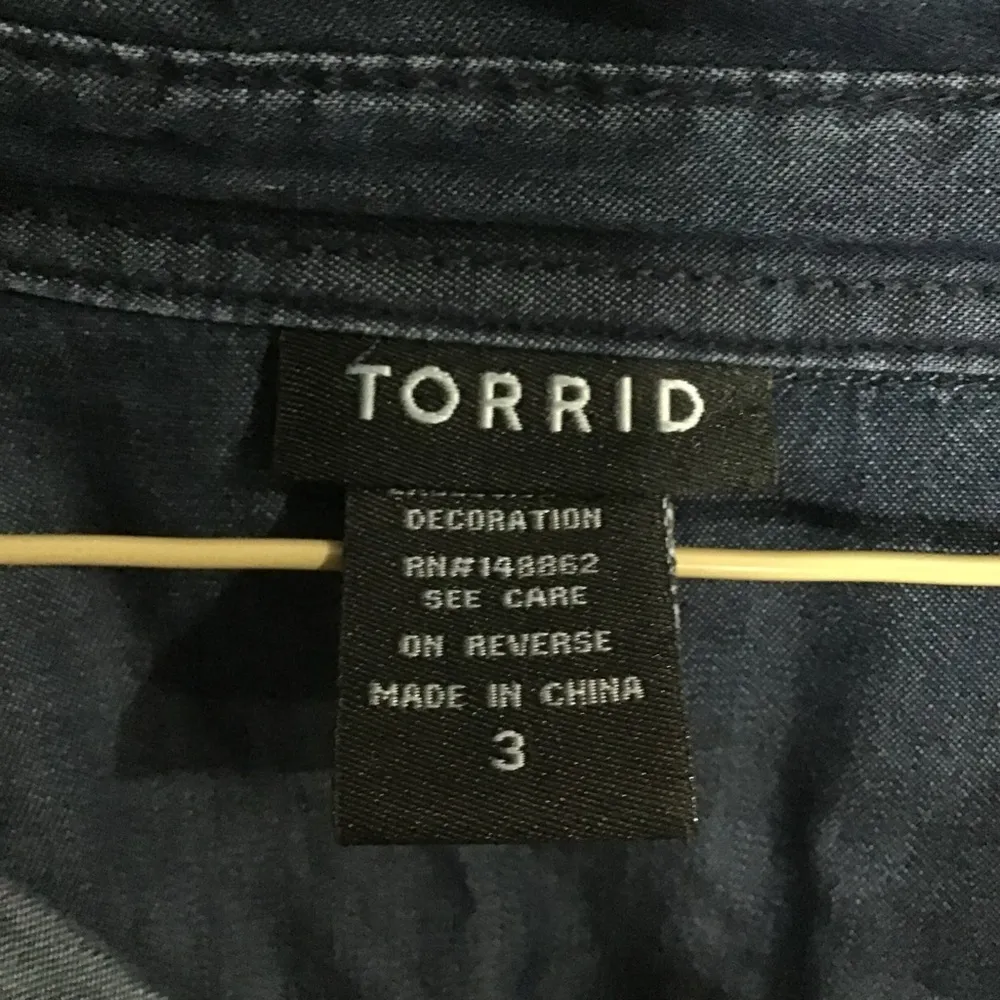 TORRID
DECORATION
RN#148862
SEE CARE
ON REVERSE
MADE IN CHINA
3